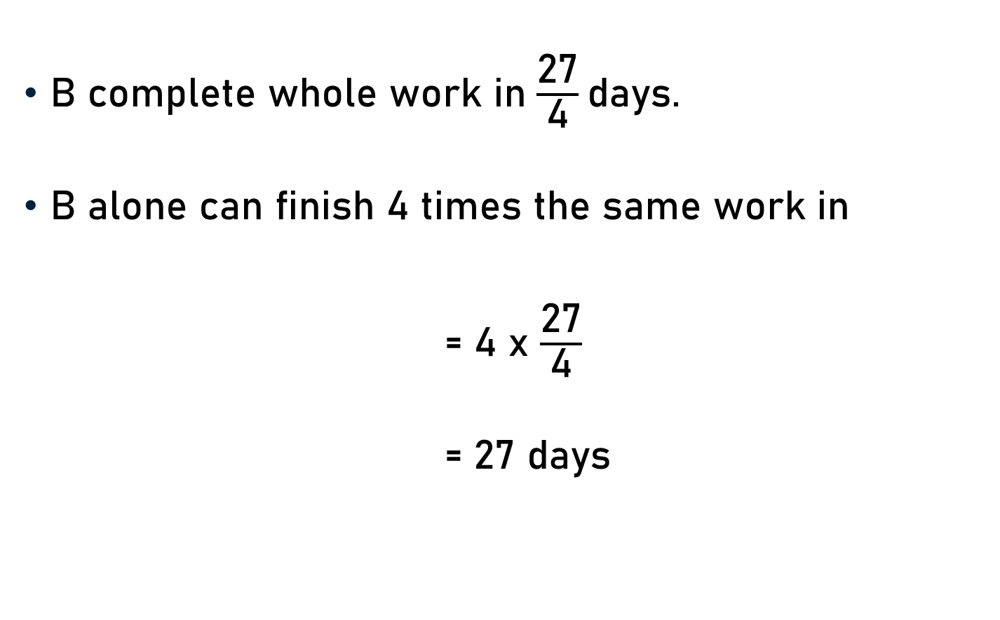 • B complete whole work in 27/4 days.
• B alone can finish 4 times the same work in
= 4 x 27/4
= 27 days